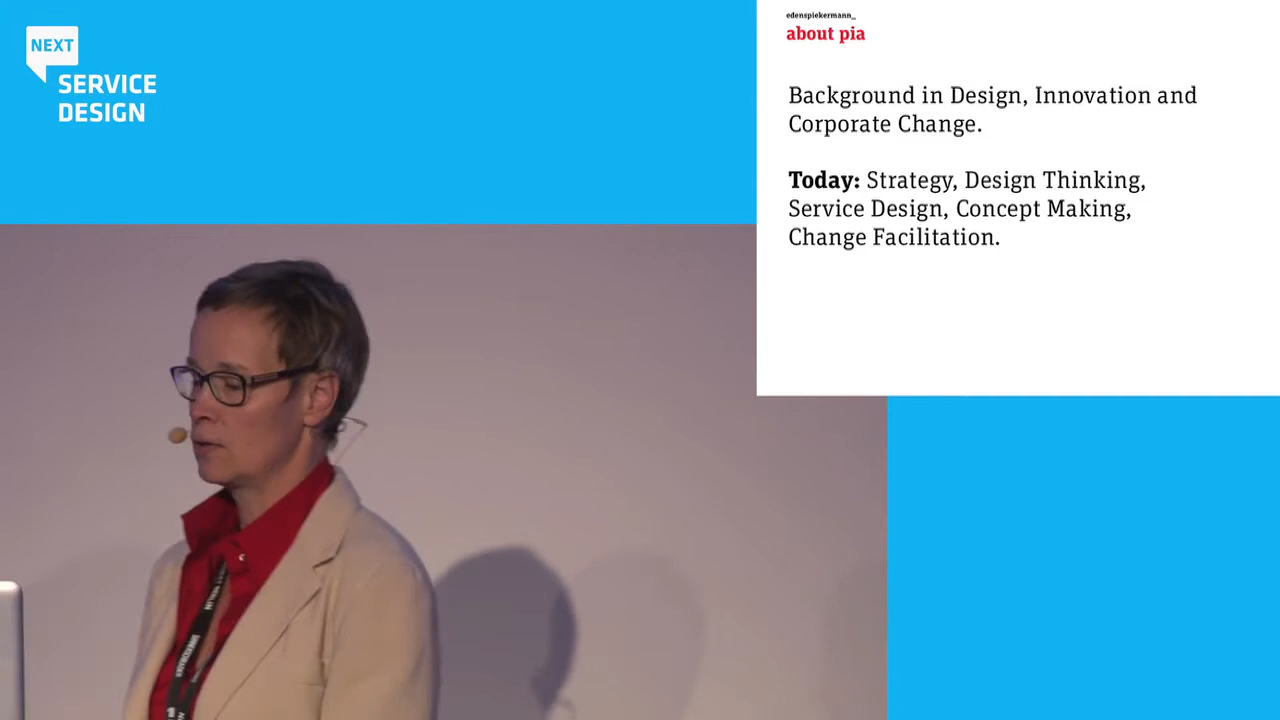 NEXT
SERVICE
DESIGN
edenspiekermann_
about pia
Background in Design, Innovation and
Corporate Change.
Today: Strategy, Design Thinking,
Service Design, Concept Making,
Change Facilitation.